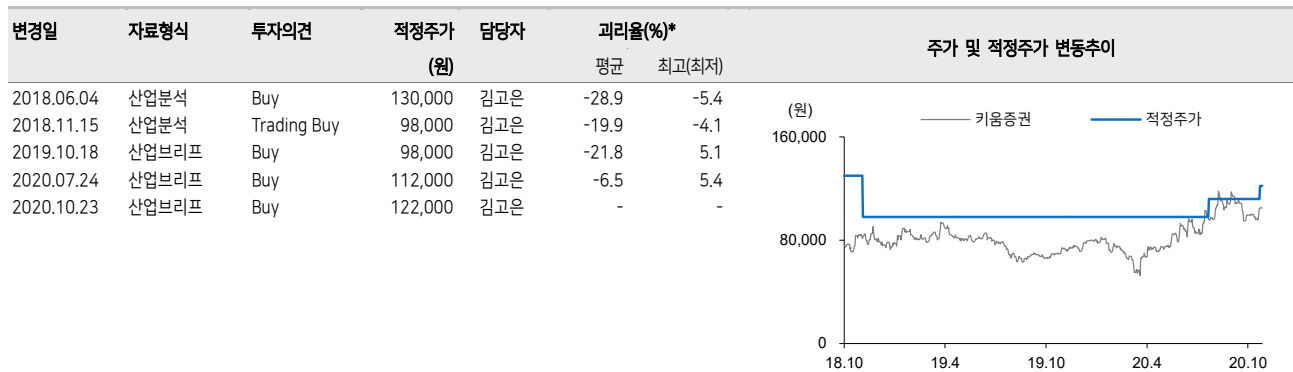 변경일 자료형식 투자의견 적정주가 담당자 괴리율(%)* 주가 및 적정주가 변동추이
(원) 평균 최고(최저)
2018.06.04 산업분석 Buy 130,000 김고은 -28.9 -5.4
2018.11.15 산업분석 Trading Buy 98,000 김고은 -19.9 -4.1
2019.10.18 산업브리프 Buy 98,000 김고은 -21.8 5.1
2020.07.24 산업브리프 Buy 112,000 김고은 -6.5 5.4
2020.10.23 산업브리프 Buy 122,000 김고은 - -
(원)
키움증권 적정주가
160,000
80,000
0
18.10 19.4 19.10 20.4 20.10